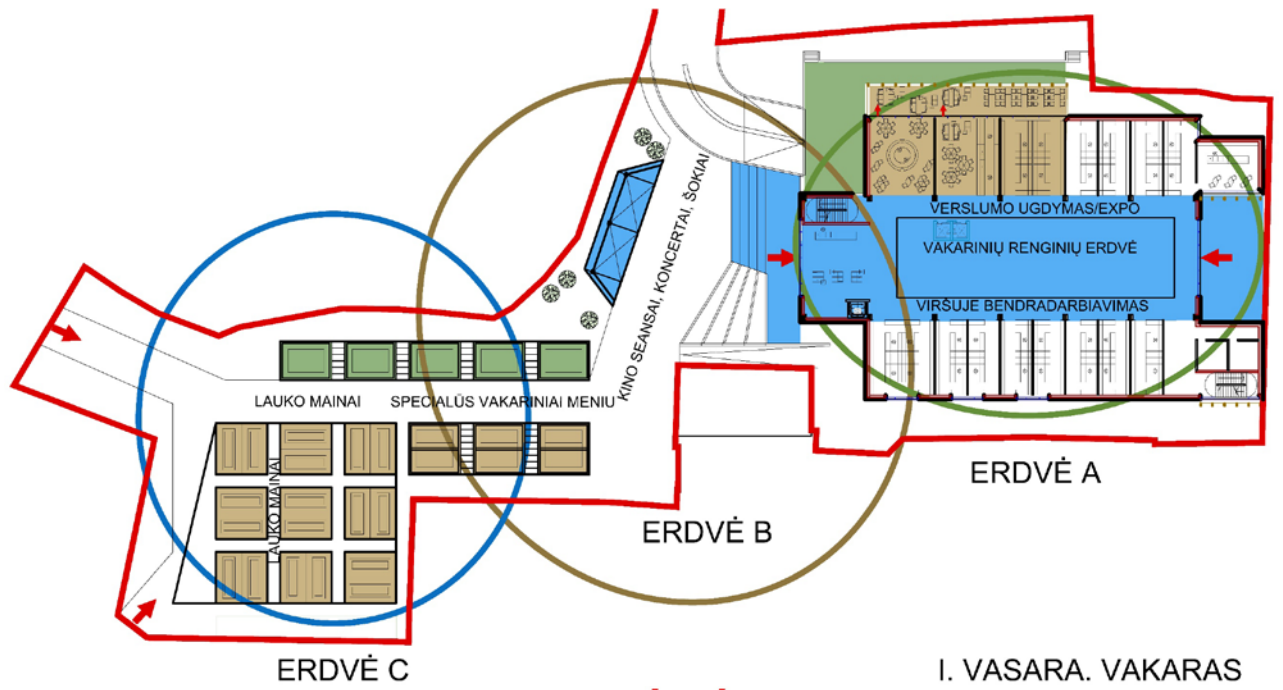 KINO SEANSAI, KONCERTAI, ŠOKIAI
VERSLUMO UGDYMAS/EXPO
VAKARINIŲ RENGINIŲ ERDVĖ
VIRŠUJE BENDRADARBIAVIMAS
LAUKO MAINAI
SPECIALŪS VAKARINIAI MENIU
LAUKO MAINAI
ERDVĖ A
ERDVĖ B
ERDVĖ C
I. VASARA. VAKARAS